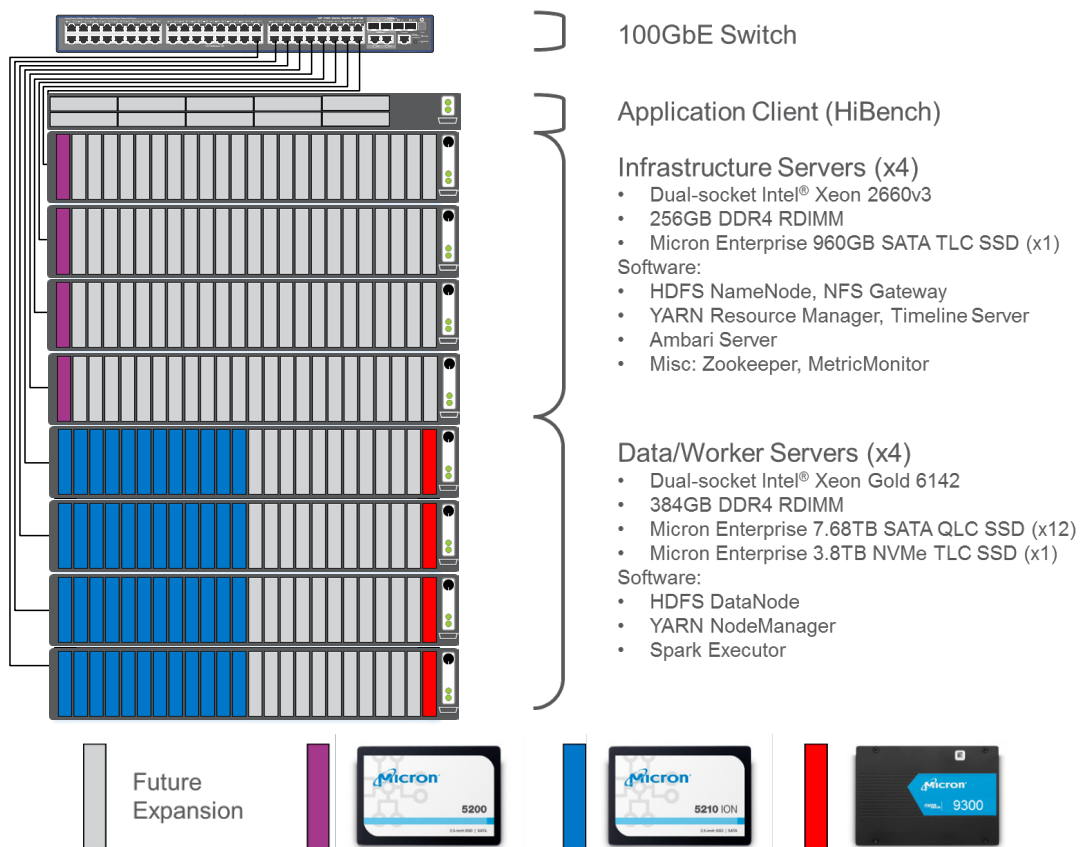 100GbE Switch
Application Client (HiBench)
Infrastructure Servers (x4)
• Dual-socket Intel® Xeon 2660v3
• 256GB DDR4 RDIMM
• Micron Enterprise 960GB SATA TLC SSD (x1)
Software:
• HDFS NameNode, NFS Gateway
• YARN Resource Manager, Timeline Server
• Ambari Server
• Misc: Zookeeper, MetricMonitor
Data/Worker Servers (x4)
• Dual-socket Intel® Xeon Gold 6142
• 384GB DDR4 RDIMM
• Micron Enterprise 7.68TB SATA QLC SSD (x12)
• Micron Enterprise 3.8TB NVMe TLC SSD (x1)
Software:
• HDFS DataNode
• YARN NodeManager
• Spark Executor
Future
Expansion
Micron
5200
Micron
5210 ION
Micron
9300